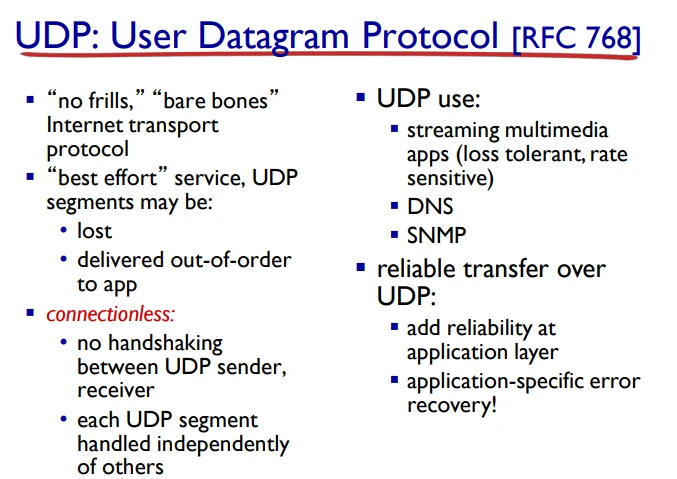 UDP: User Datagram Protocol [RFC 768]
▪ “no frills,” “bare bones”
Internet transport
protocol
▪ “best effort” service, UDP
segments may be:
• lost
• delivered out-of-order
to app
▪ connectionless:
• no handshaking
between UDP sender,
receiver
• each UDP segment
handled independently
of others
▪ UDP use:
▪ streaming multimedia
apps (loss tolerant, rate
sensitive)
▪ DNS
▪ SNMP
▪ reliable transfer over
UDP:
▪ add reliability at
application layer
▪ application-specific error
recovery!